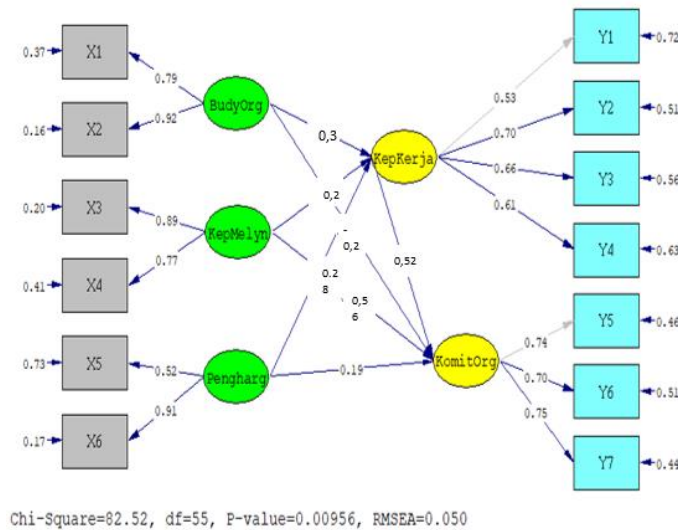 0.37
X1
0.79
BudyOrg
0.92
0.16
X2
0.20
X3
0.89
KepMelyn
0.77
0.41
X4
0.73
X5
0.52
Pengharg
0.91
0.17
X6
0,3
0,2
-
0,2
0.2
8
0,5
6
0,52
0.19
KepKerja
KomitOrg
0.53
Y1
0.72
0.70
Y2
0.51
0.66
Y3
0.56
0.61
Y4
0.63
0.74
Y5
0.46
0.70
Y6
0.51
0.75
Y7
0.44
Chi-Square=82.52, df=55, P-value=0.00956, RMSEA=0.050